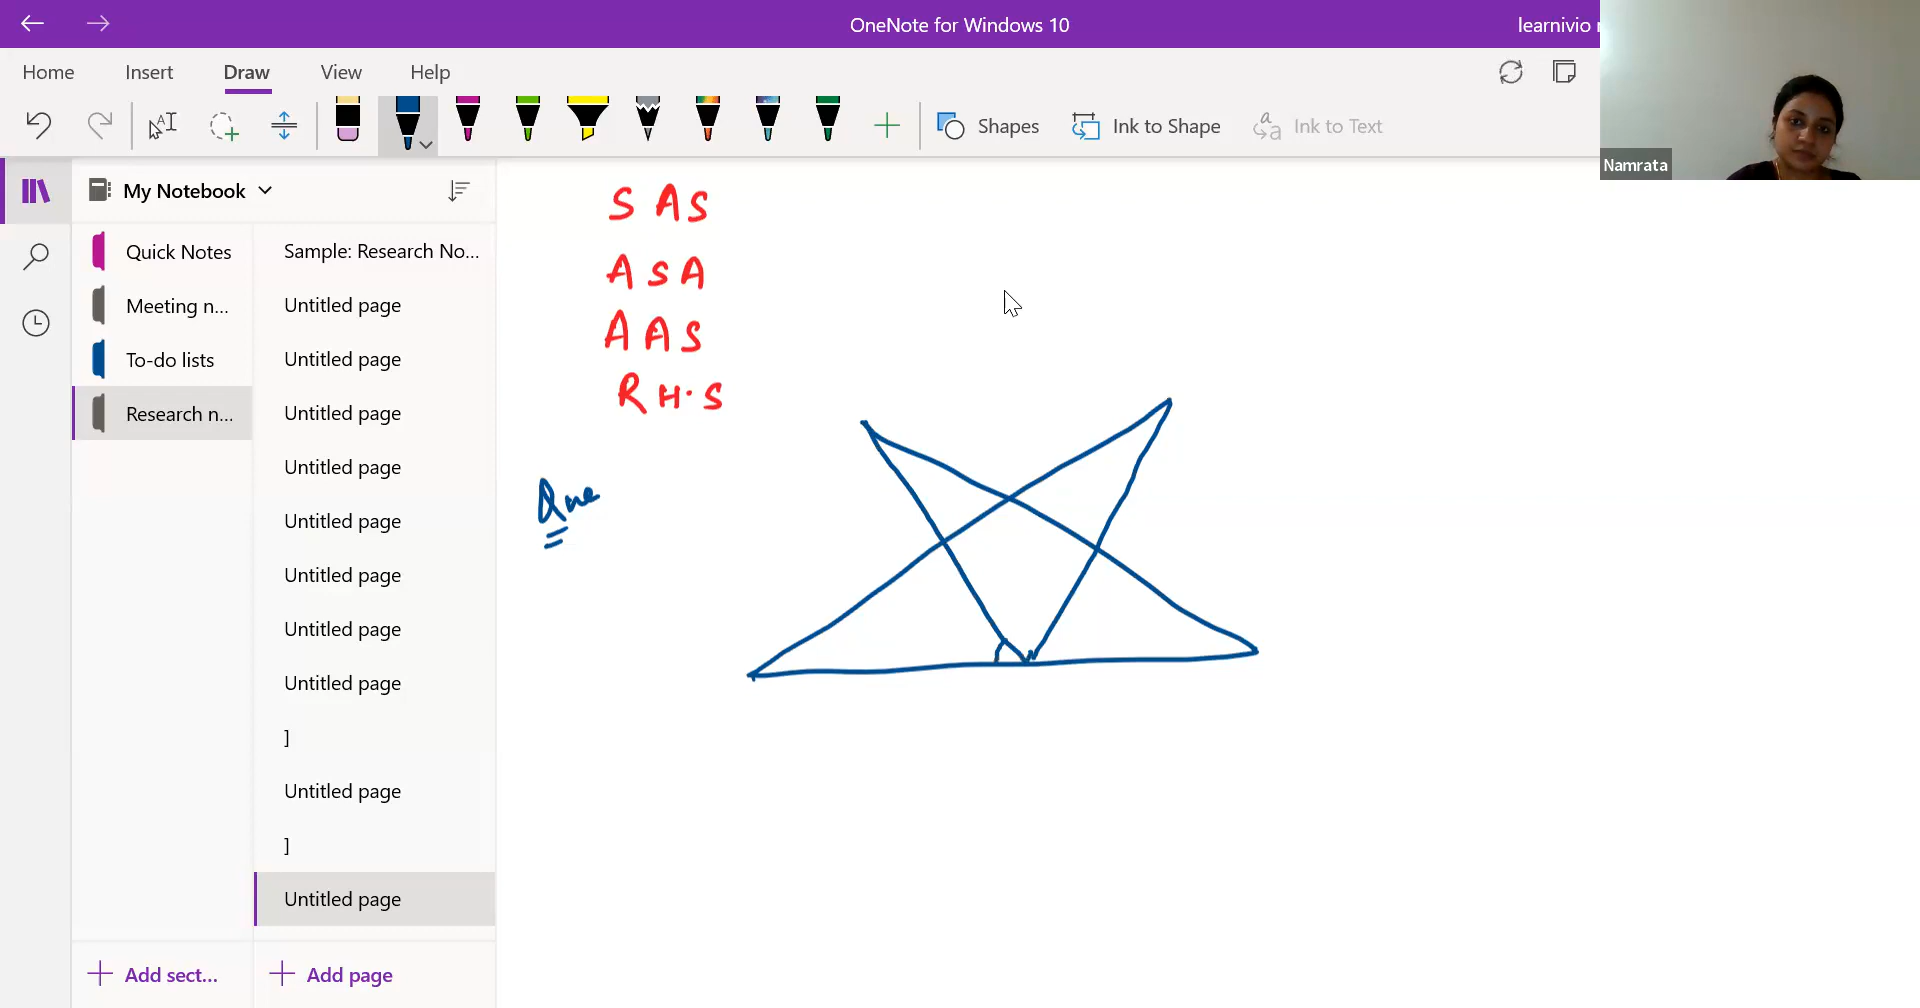 OneNote for Windows 10
learnivio
Home Insert Draw View Help
Shapes Ink to Shape Ink to Text
Namrata
My Notebook
Quick Notes
Meeting n...
To-do lists
Research n...
Sample: Research No...
Untitled page
Untitled page
Untitled page
Untitled page
Untitled page
Untitled page
Untitled page
Untitled page
]
Untitled page
]
Untitled page
Add sect...
Add page
S A S
A S A
A A S
R H . S
Que